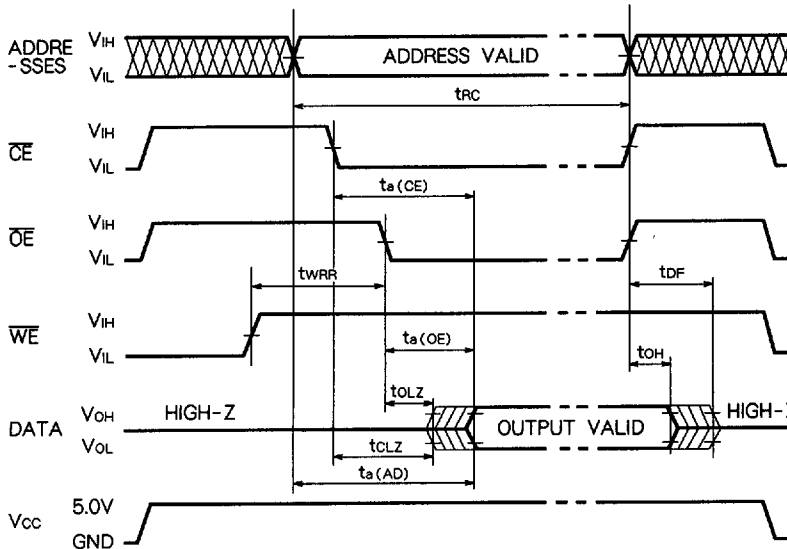 ADDRE
-SSES
VIH
VIL
ADDRESS VALID
tRC
CE
VIH
VIL
ta(CE)
OE
VIH
VIL
tWRR
tDF
WE
VIH
VIL
ta(OE)
tOH
tOLZ
DATA
VOH
VOL
HIGH-Z
OUTPUT VALID
HIGH-Z
tCLZ
ta(AD)
VCC
5.0V
GND